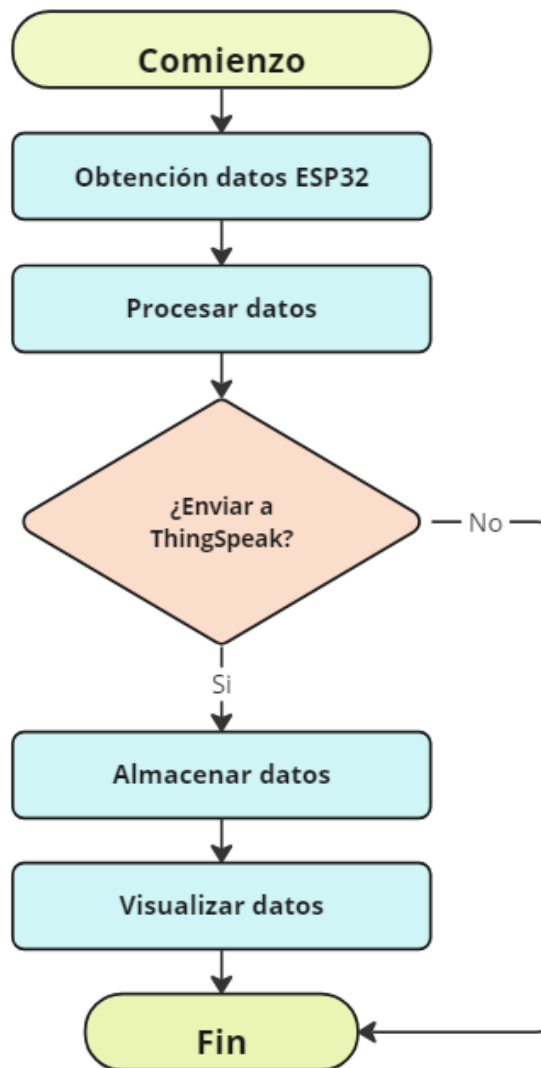 Comienzo
Obtención datos ESP32
Procesar datos
¿Enviar a
ThingSpeak?
No
Si
Almacenar datos
Visualizar datos
Fin